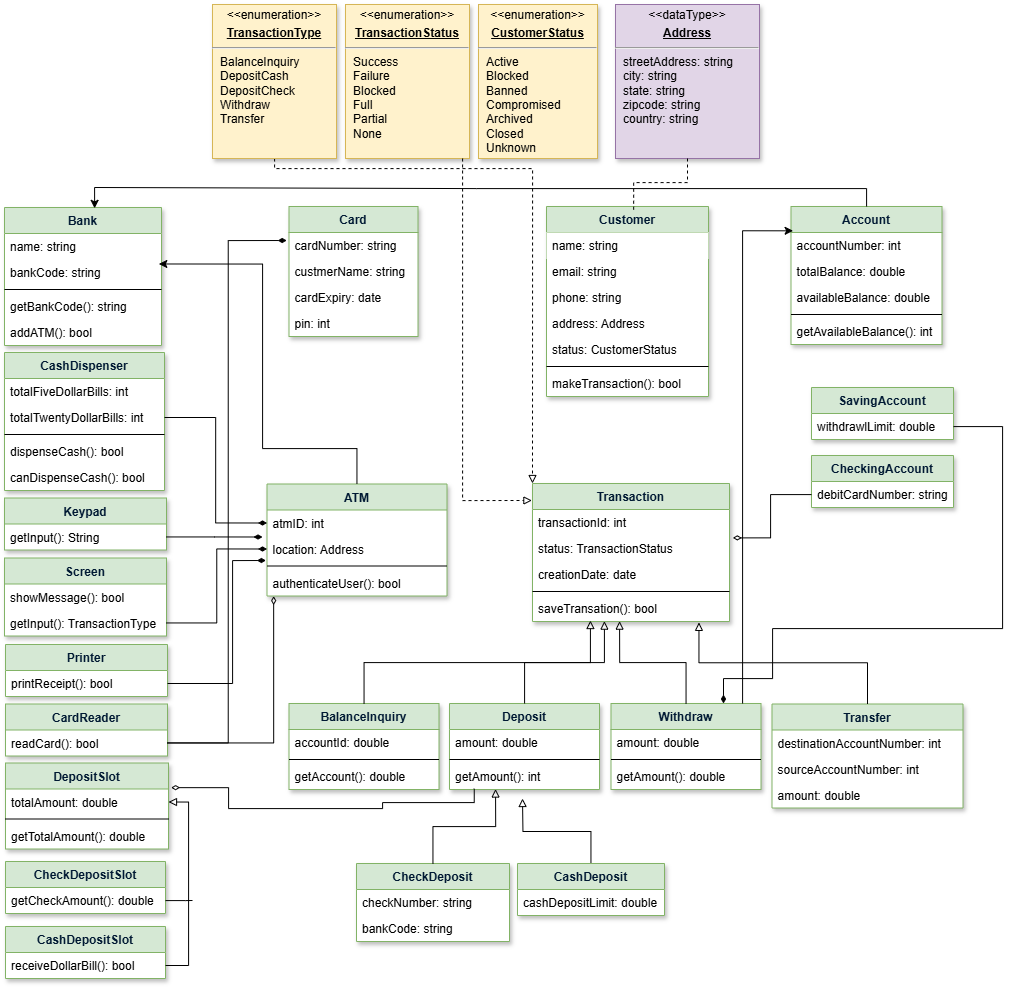 <<enumeration>>
TransactionType
BalanceInquiry
DepositCash
DepositCheck
Withdraw
Transfer
<<enumeration>>
TransactionStatus
Success
Failure
Blocked
Full
Partial
None
<<enumeration>>
CustomerStatus
Active
Blocked
Banned
Compromised
Archived
Closed
Unknown
<<dataType>>
Address
streetAddress: string
city: string
state: string
zipcode: string
country: string
Bank
name: string
bankCode: string
getBankCode(): string
addATM(): bool
Card
cardNumber: string
custmerName: string
cardExpiry: date
pin: int
Customer
name: string
email: string
phone: string
address: Address
status: CustomerStatus
makeTransaction(): bool
Account
accountNumber: int
totalBalance: double
availableBalance: double
getAvailableBalance(): int
CashDispenser
totalFiveDollarBills: int
totalTwentyDollarBills: int
dispenseCash(): bool
canDispenseCash(): bool
SavingAccount
withdrawlLimit: double
CheckingAccount
debitCardNumber: string
Keypad
getInput(): String
ATM
atmID: int
location: Address
authenticateUser(): bool
Transaction
transactionId: int
status: TransactionStatus
creationDate: date
saveTransation(): bool
Screen
showMessage(): bool
getInput(): TransactionType
Printer
printReceipt(): bool
CardReader
readCard(): bool
BalanceInquiry
accountId: double
getAccount(): double
Deposit
amount: double
getAmount(): int
Withdraw
amount: double
getAmount(): double
Transfer
destinationAccountNumber: int
sourceAccountNumber: int
amount: double
DepositSlot
totalAmount: double
getTotalAmount(): double
CheckDepositSlot
getCheckAmount(): double
CheckDeposit
checkNumber: string
bankCode: string
CashDeposit
cashDepositLimit: double
CashDepositSlot
receiveDollarBill(): bool